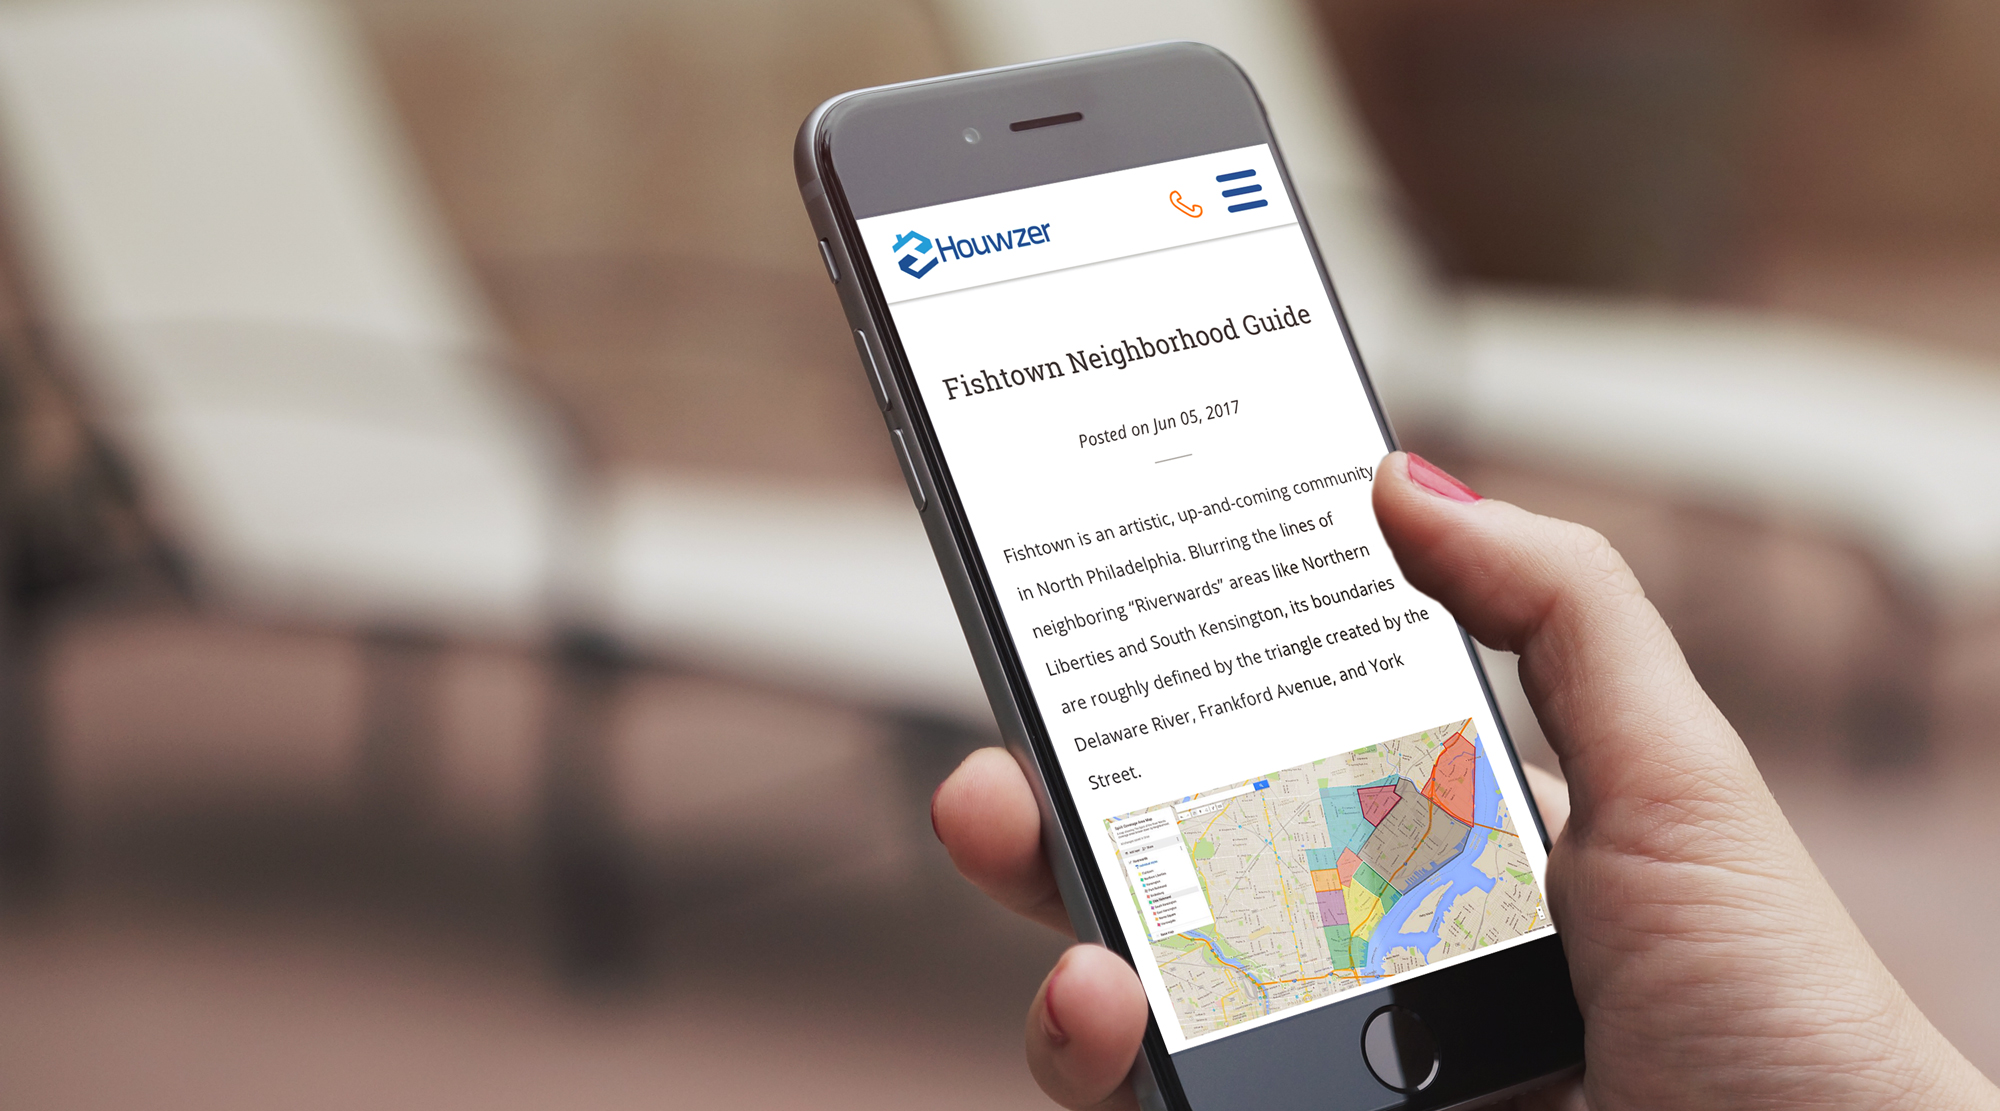 Houwzer
Fishtown Neighborhood Guide
Posted on Jun 05, 2017
Fishtown is an artistic, up-and-coming community
in North Philadelphia. Blurring the lines of
neighboring “Riverwards” areas like Northern
Liberties and South Kensington, its boundaries
are roughly defined by the triangle created by the
Delaware River, Frankford Avenue, and York
Street.